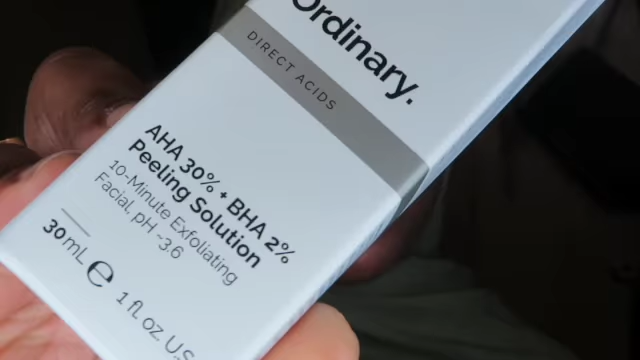 Ordinary.
DIRECT ACIDS
AHA 30% + BHA 2%
Peeling Solution
10-Minute Exfoliating
Facial, pH ~3.6
30 mL ℮ 1 fl oz U.S.